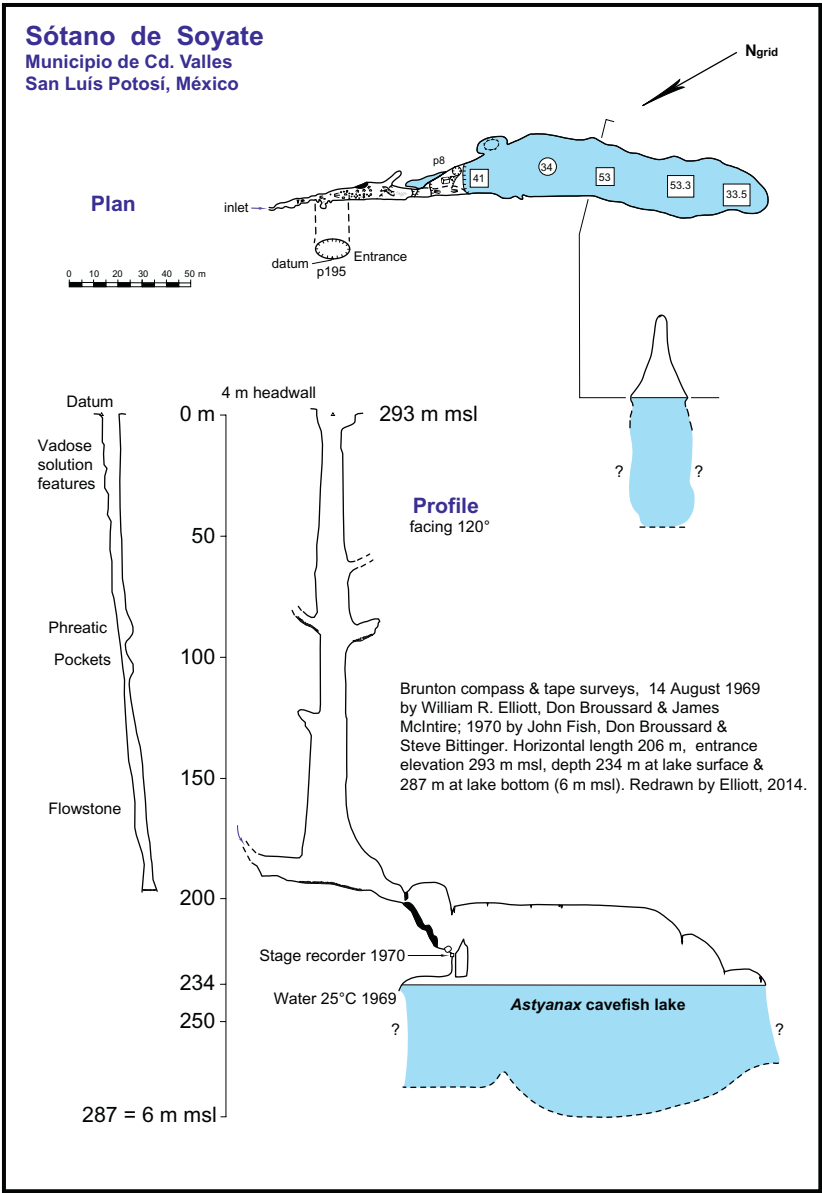 Sótano de Soyate
Municipio de Cd. Valles
San Luís Potosí, México
Ngrid
Plan
inlet
p8
41
34
53
53.3
33.5
datum
Entrance
p195
0 10 20 30 40 50 m
Datum
4 m headwall
0 m
293 m msl
Vadose
solution
features
Profile
facing 120°
?
?
50
Phreatic
Pockets
100
Brunton compass & tape surveys, 14 August 1969
by William R. Elliott, Don Broussard & James
McIntire; 1970 by John Fish, Don Broussard &
Steve Bittinger. Horizontal length 206 m, entrance
elevation 293 m msl, depth 234 m at lake surface &
287 m at lake bottom (6 m msl). Redrawn by Elliott, 2014.
150
Flowstone
200
Stage recorder 1970
234
Water 25°C 1969
Astyanax cavefish lake
250
?
?
287 = 6 m msl